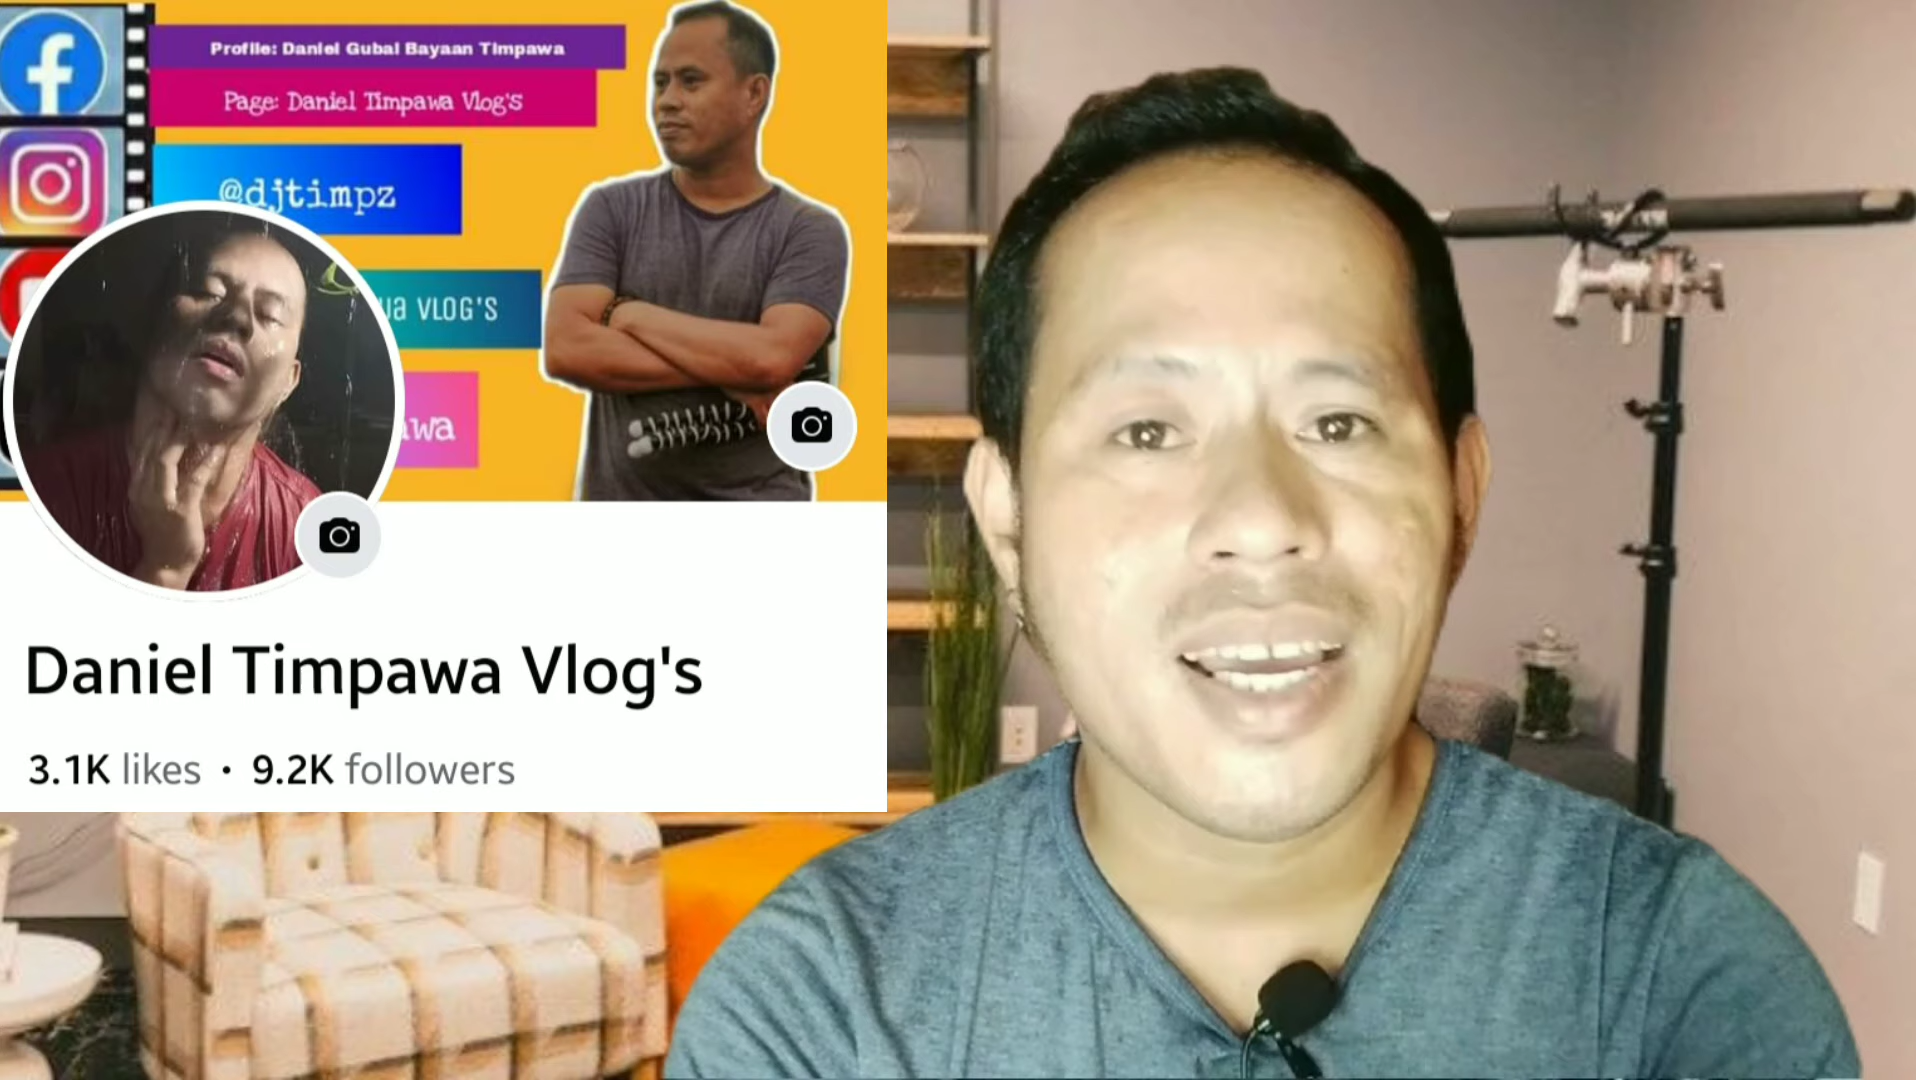 Profile: Daniel Gubal Bayaan Timpawa
Page: Daniel Timpawa Vlog's
@djtimpz
VLOG'S
Daniel Timpawa Vlog's
3.1K likes · 9.2K followers